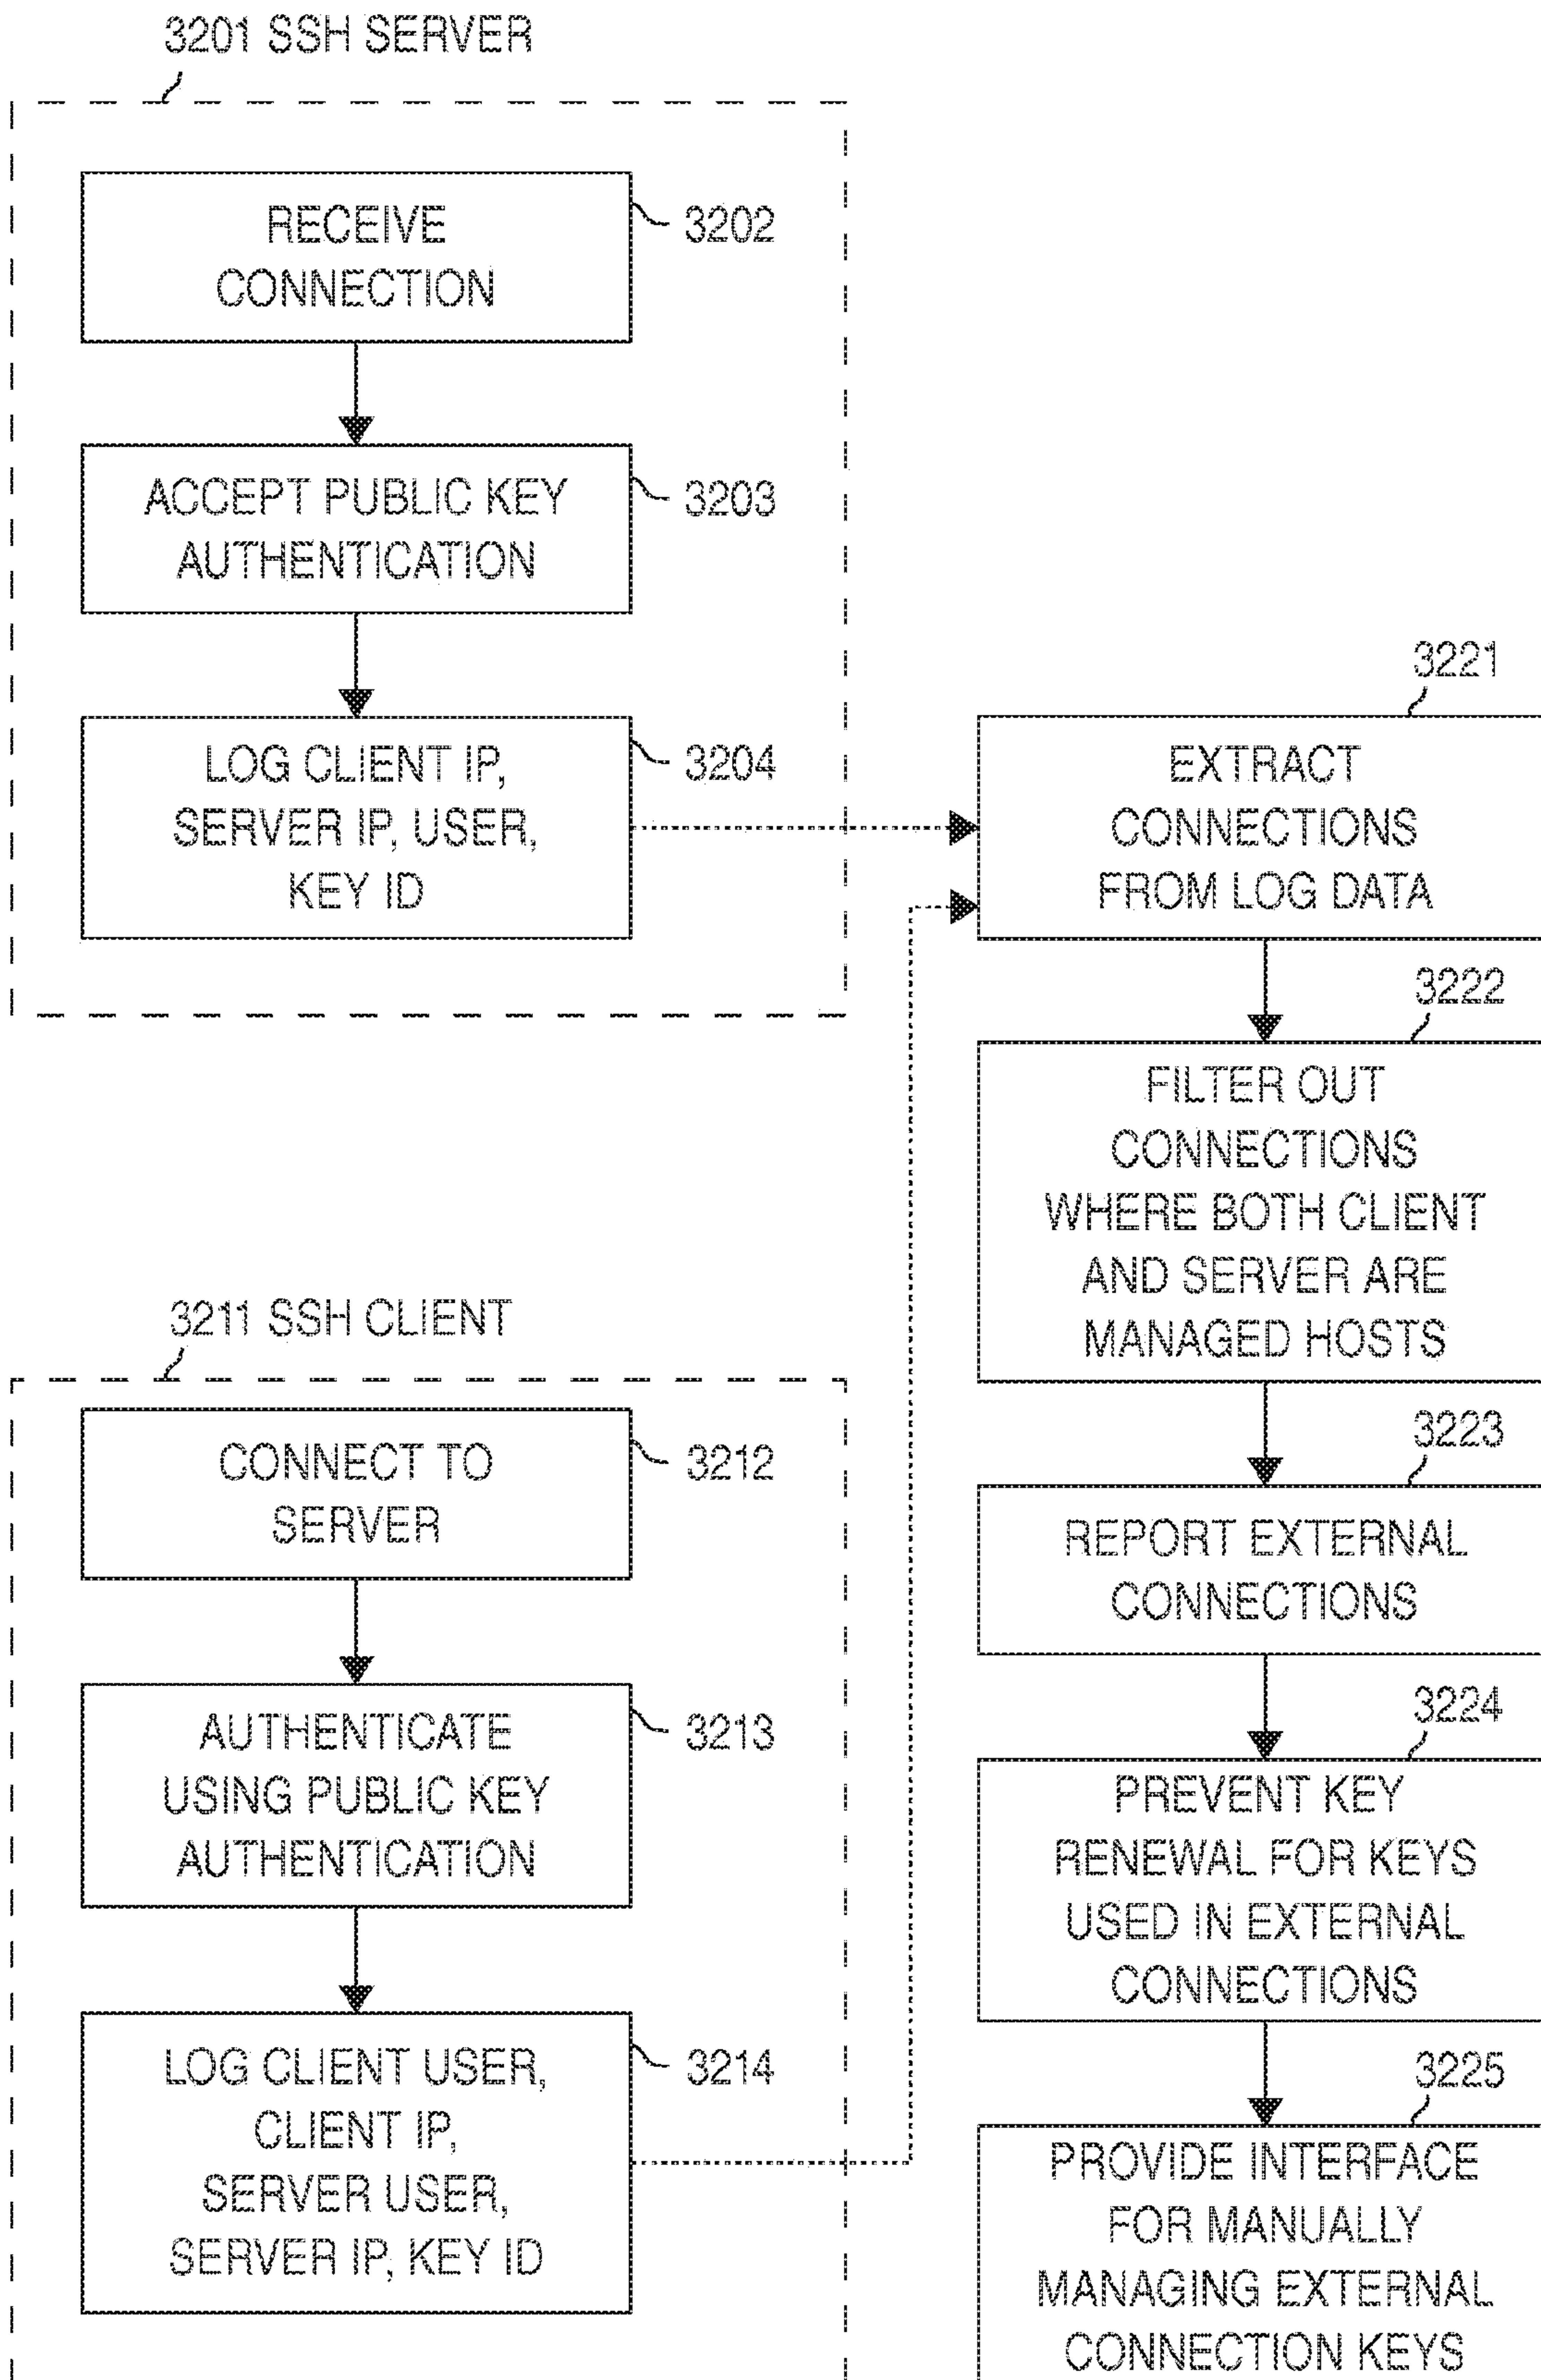 3201 SSH SERVER
RECEIVE
CONNECTION
3202
ACCEPT PUBLIC KEY
AUTHENTICATION
3203
LOG CLIENT IP,
SERVER IP, USER,
KEY ID
3204
3211 SSH CLIENT
CONNECT TO
SERVER
3212
AUTHENTICATE
USING PUBLIC KEY
AUTHENTICATION
3213
LOG CLIENT USER,
CLIENT IP,
SERVER USER,
SERVER IP, KEY ID
3214
3221
EXTRACT
CONNECTIONS
FROM LOG DATA
3222
FILTER OUT
CONNECTIONS
WHERE BOTH CLIENT
AND SERVER ARE
MANAGED HOSTS
3223
REPORT EXTERNAL
CONNECTIONS
3224
PREVENT KEY
RENEWAL FOR KEYS
USED IN EXTERNAL
CONNECTIONS
3225
PROVIDE INTERFACE
FOR MANUALLY
MANAGING EXTERNAL
CONNECTION KEYS